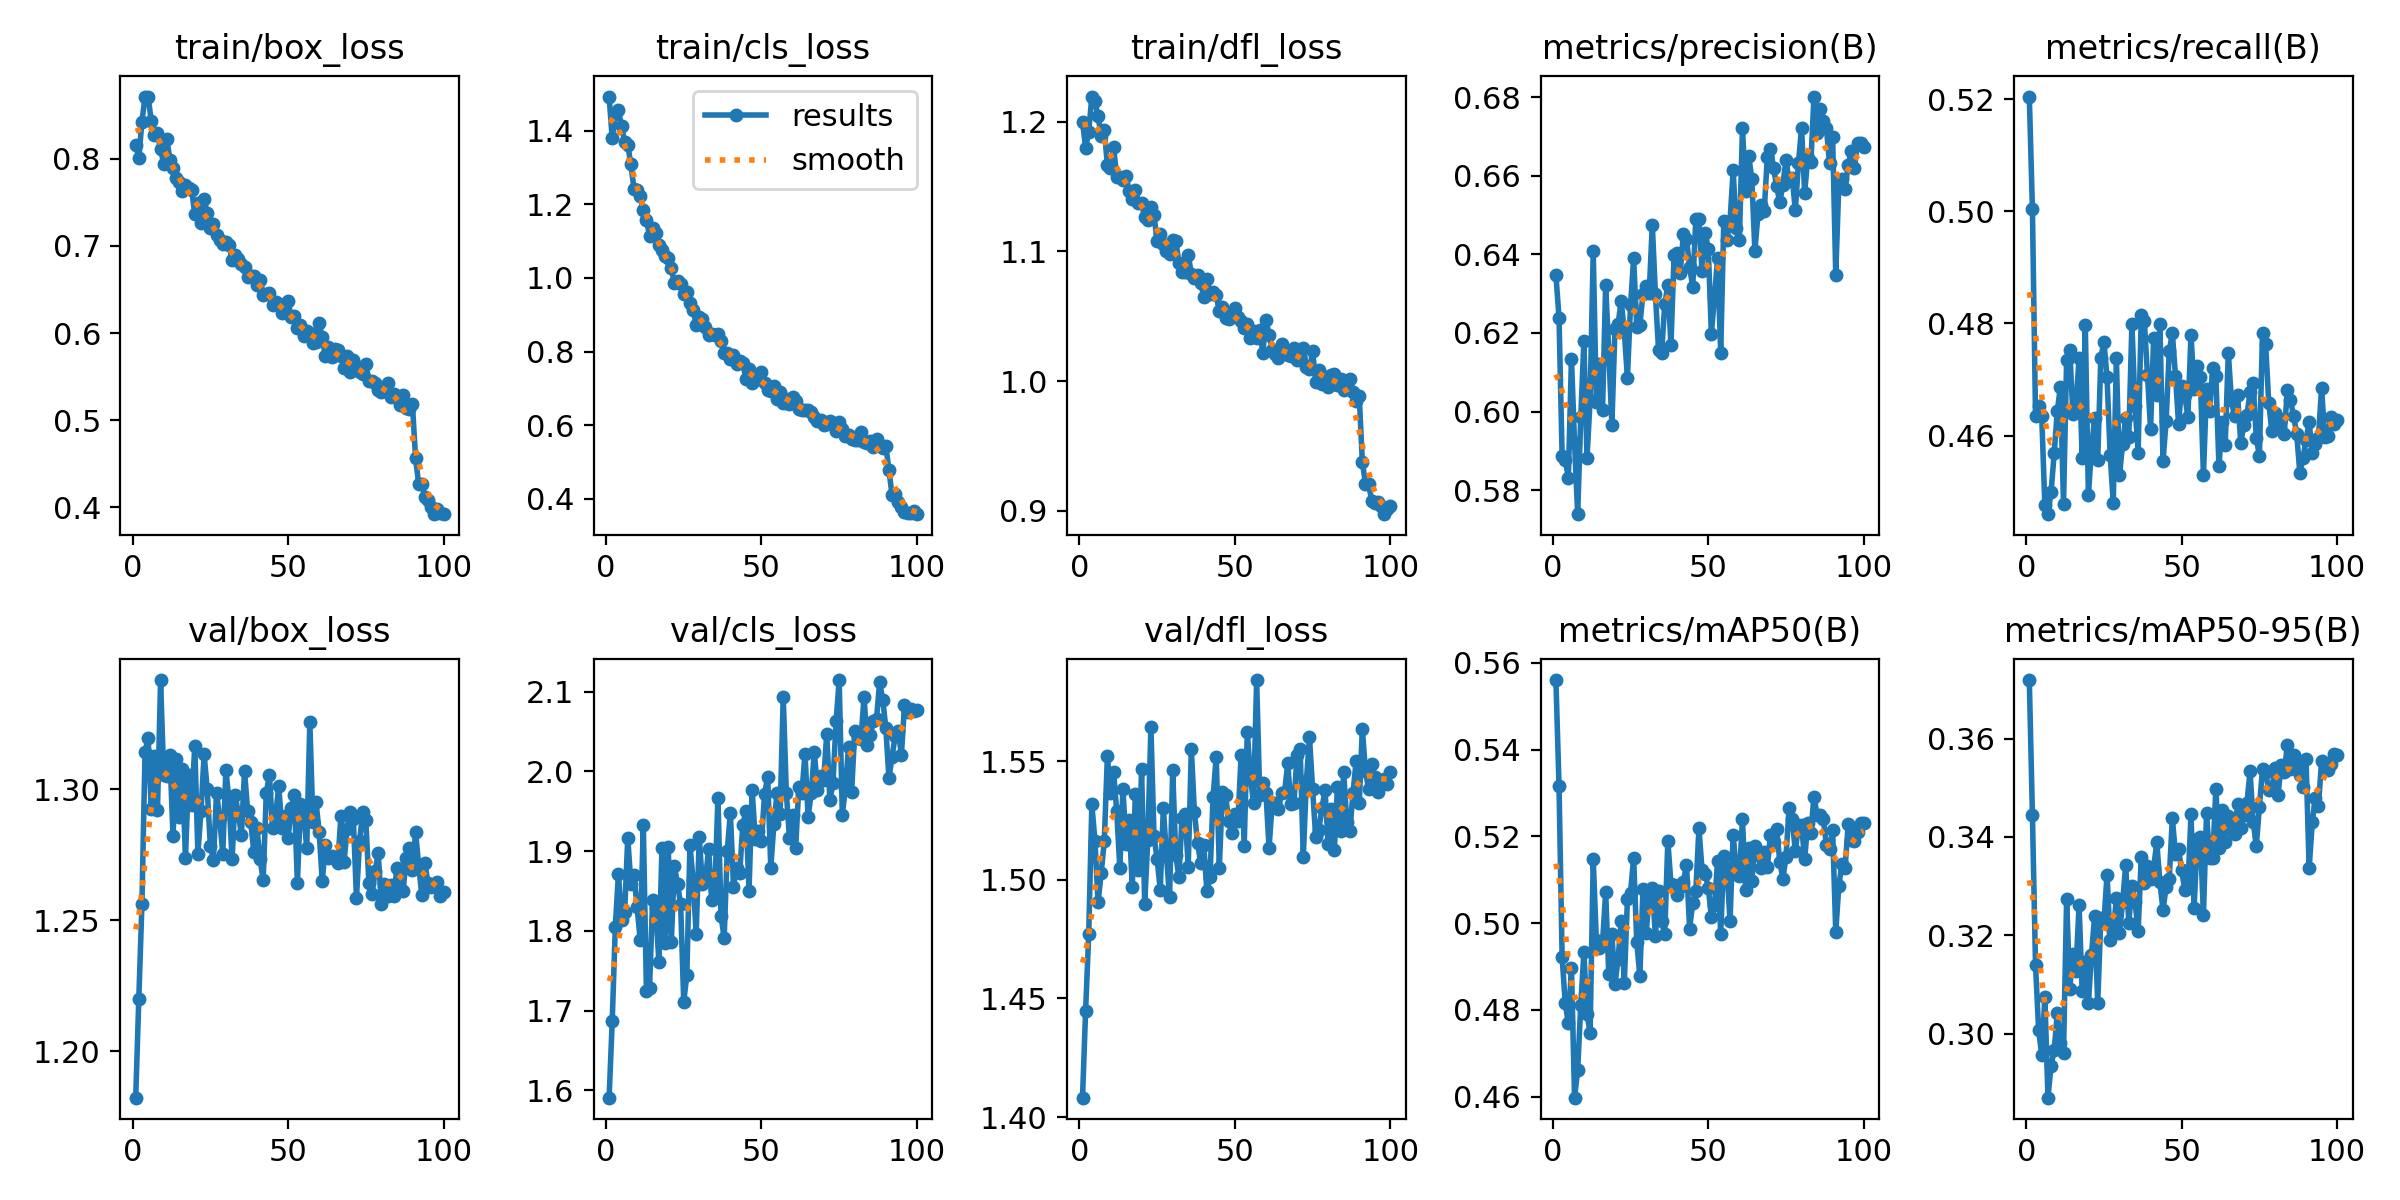 train/box_loss
train/cls_loss
train/dfl_loss
metrics/precision(B)
metrics/recall(B)
0.8
0.7
0.6
0.5
0.4
0 50 100
results
smooth
1.4
1.2
1.0
0.8
0.6
0.4
0 50 100
1.2
1.1
1.0
0.9
0 50 100
0.68
0.66
0.64
0.62
0.60
0.58
0 50 100
0.52
0.50
0.48
0.46
0 50 100
val/box_loss
val/cls_loss
val/dfl_loss
metrics/mAP50(B)
metrics/mAP50-95(B)
1.30
1.25
1.20
0 50 100
2.1
2.0
1.9
1.8
1.7
1.6
0 50 100
1.55
1.50
1.45
1.40
0 50 100
0.56
0.54
0.52
0.50
0.48
0.46
0 50 100
0.36
0.34
0.32
0.30
0 50 100